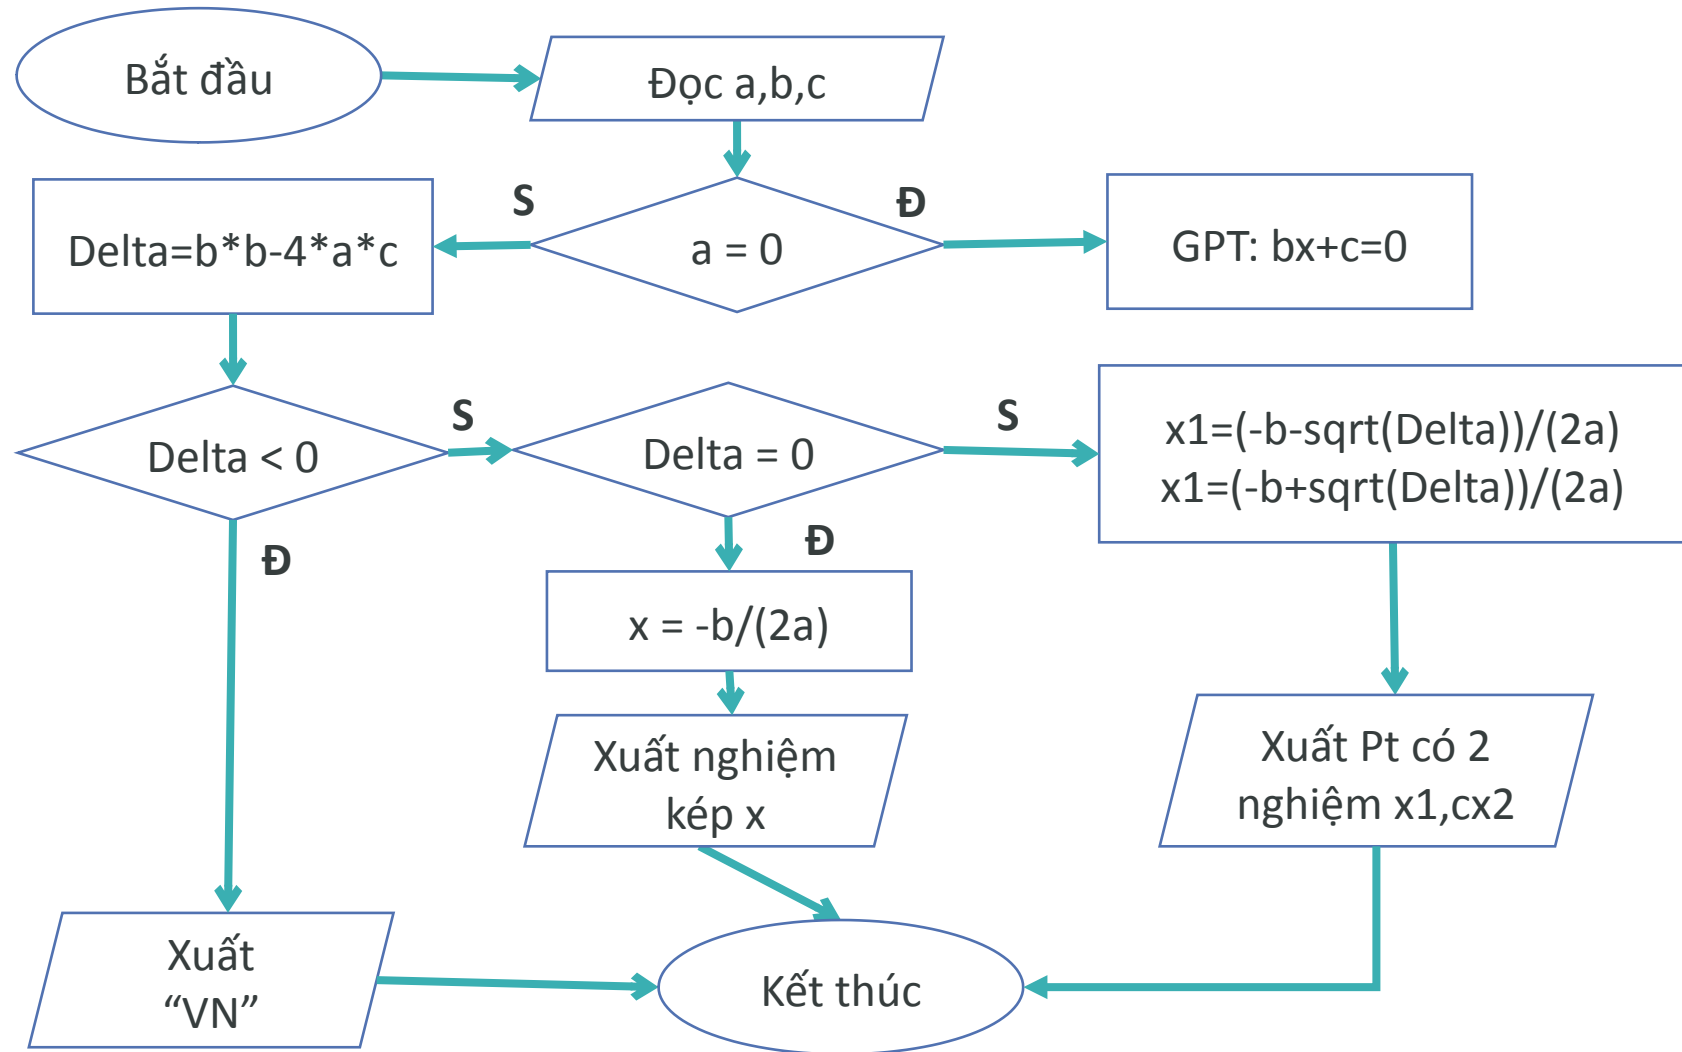 Bắt đầu
Đọc a,b,c
S
Đ
Delta=b*b-4*a*c
a = 0
GPT: bx+c=0
Delta < 0
S
Delta = 0
S
x1=(-b-sqrt(Delta))/(2a)
x1=(-b+sqrt(Delta))/(2a)
Đ
Đ
x = -b/(2a)
Xuất nghiệm
kép x
Xuất Pt có 2
nghiệm x1,cx2
Xuất
“VN”
Kết thúc